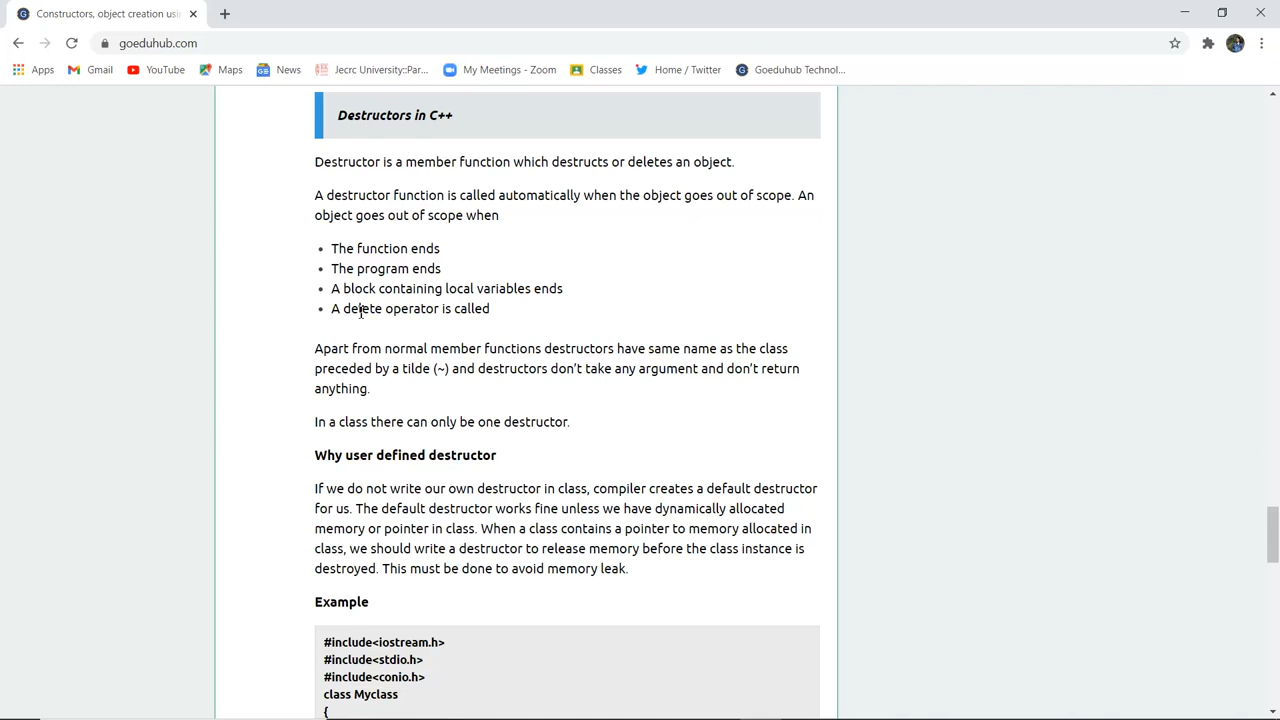 Constructors, object creation usin
goeduhub.com
Apps
Gmail
YouTube
Maps
News
Jecrc University::Par...
My Meetings - Zoom
Classes
Home / Twitter
Goeduhub Technol...
Destructors in C++
Destructor is a member function which destructs or deletes an object.
A destructor function is called automatically when the object goes out of scope. An
object goes out of scope when
• The function ends
• The program ends
• A block containing local variables ends
• A delete operator is called
Apart from normal member functions destructors have same name as the class
preceded by a tilde (~) and destructors don’t take any argument and don’t return
anything.
In a class there can only be one destructor.
Why user defined destructor
If we do not write our own destructor in class, compiler creates a default destructor
for us. The default destructor works fine unless we have dynamically allocated
memory or pointer in class. When a class contains a pointer to memory allocated in
class, we should write a destructor to release memory before the class instance is
destroyed. This must be done to avoid memory leak.
Example
#include<iostream.h>
#include<stdio.h>
#include<conio.h>
class Myclass
{